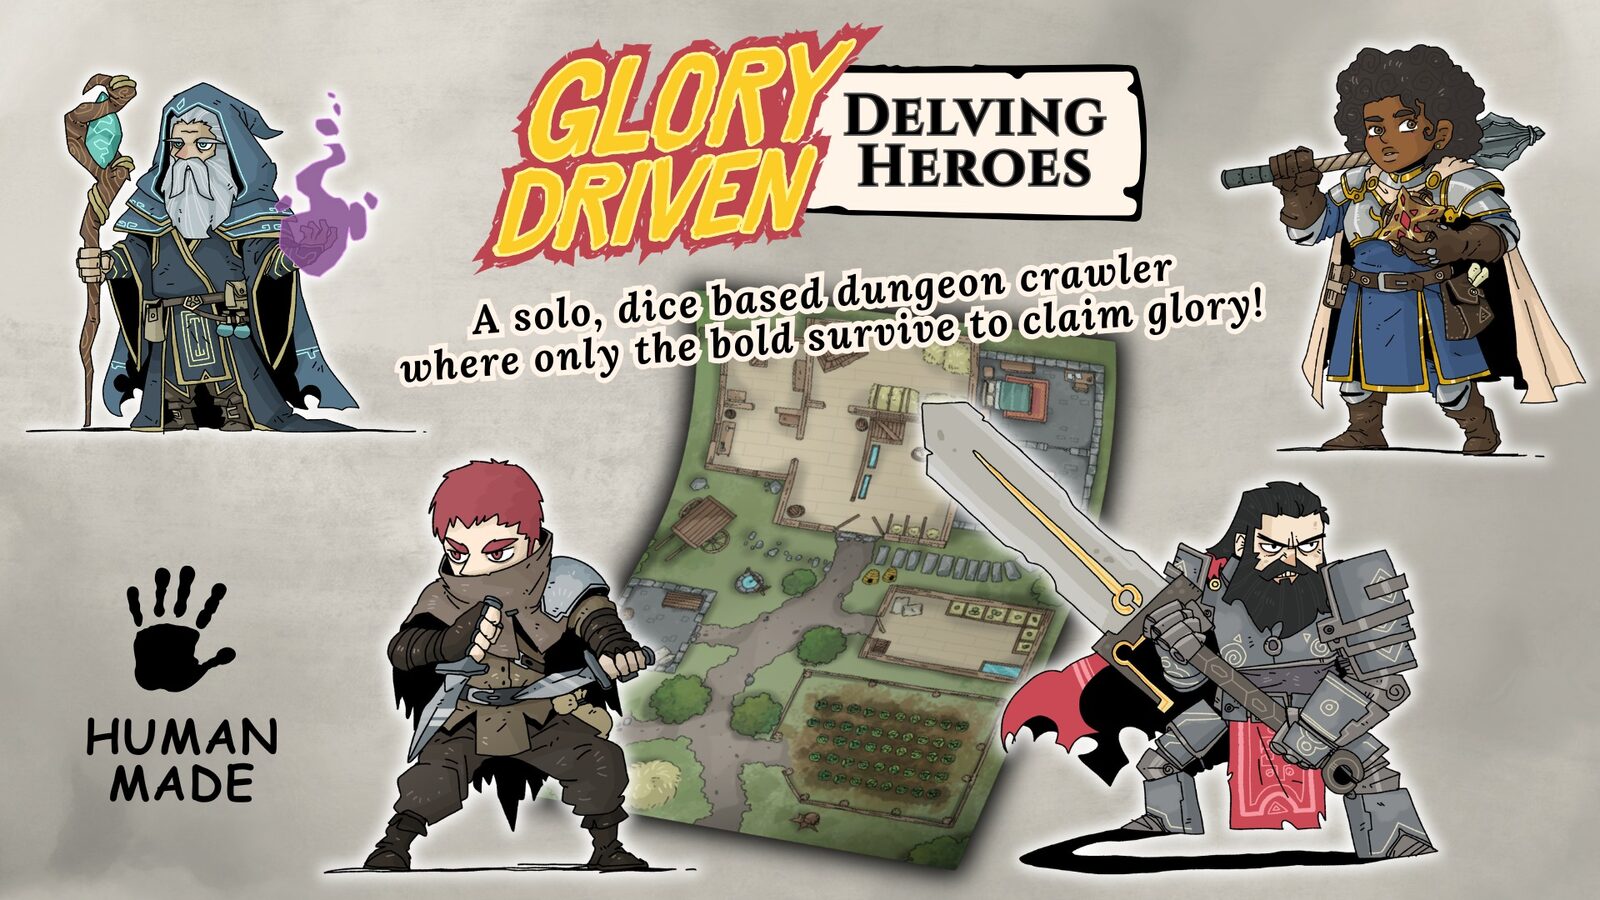 GLORY
DRIVEN
DELVING
HEROES
A solo, dice based dungeon crawler
where only the bold survive to claim glory!
HUMAN
MADE